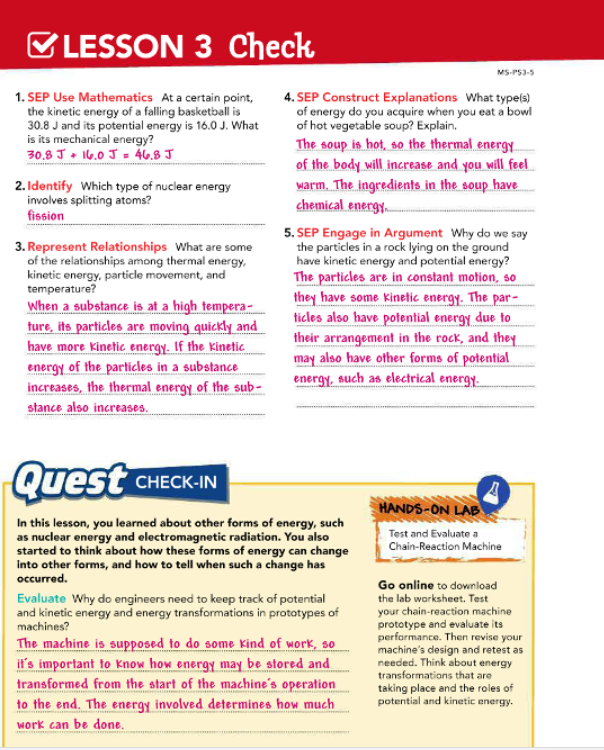 LESSON 3 Check
MS-PS3-5
1. SEP Use Mathematics At a certain point,
the kinetic energy of a falling basketball is
30.8 J and its potential energy is 16.0 J. What
is its mechanical energy?
30.8 J + 16.0 J = 46.8 J
2. Identify Which type of nuclear energy
involves splitting atoms?
fission
3. Represent Relationships What are some
of the relationships among thermal energy,
kinetic energy, particle movement, and
temperature?
When a substance is at a high tempera-
ture, its particles are moving quickly and
have more kinetic energy. If the kinetic
energy of the particles in a substance
increases, the thermal energy of the sub-
stance also increases.
4. SEP Construct Explanations What type(s)
of energy do you acquire when you eat a bowl
of hot vegetable soup? Explain.
The soup is hot, so the thermal energy
of the body will increase and you will feel
warm. The ingredients in the soup have
chemical energy.
5. SEP Engage in Argument Why do we say
the particles in a rock lying on the ground
have kinetic energy and potential energy?
The particles are in constant motion, so
they have some kinetic energy. The par-
ticles also have potential energy due to
their arrangement in the rock, and they
may also have other forms of potential
energy, such as electrical energy.
Quest CHECK-IN
In this lesson, you learned about other forms of energy, such
as nuclear energy and electromagnetic radiation. You also
started to think about how these forms of energy can change
into other forms, and how to tell when such a change has
occurred.
Evaluate Why do engineers need to keep track of potential
and kinetic energy and energy transformations in prototypes of
machines?
The machine is supposed to do some kind of work, so
it's important to know how energy may be stored and
transformed from the start of the machine's operation
to the end. The energy involved determines how much
work can be done.
HANDS-ON LAB
Test and Evaluate a
Chain-Reaction Machine
Go online to download
the lab worksheet. Test
your chain-reaction machine
prototype and evaluate its
performance. Then revise your
machine's design and retest as
needed. Think about energy
transformations that are
taking place and the roles of
potential and kinetic energy.